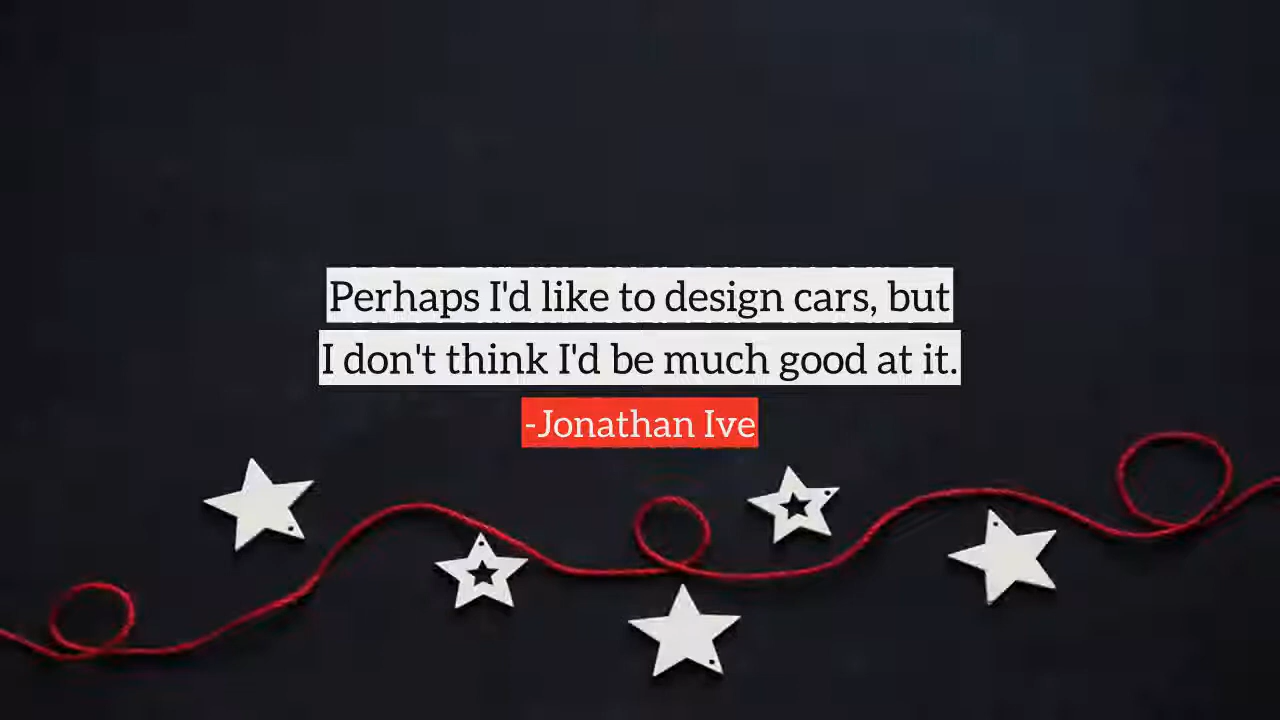 Perhaps I'd like to design cars, but
I don't think I'd be much good at it.
-Jonathan Ive